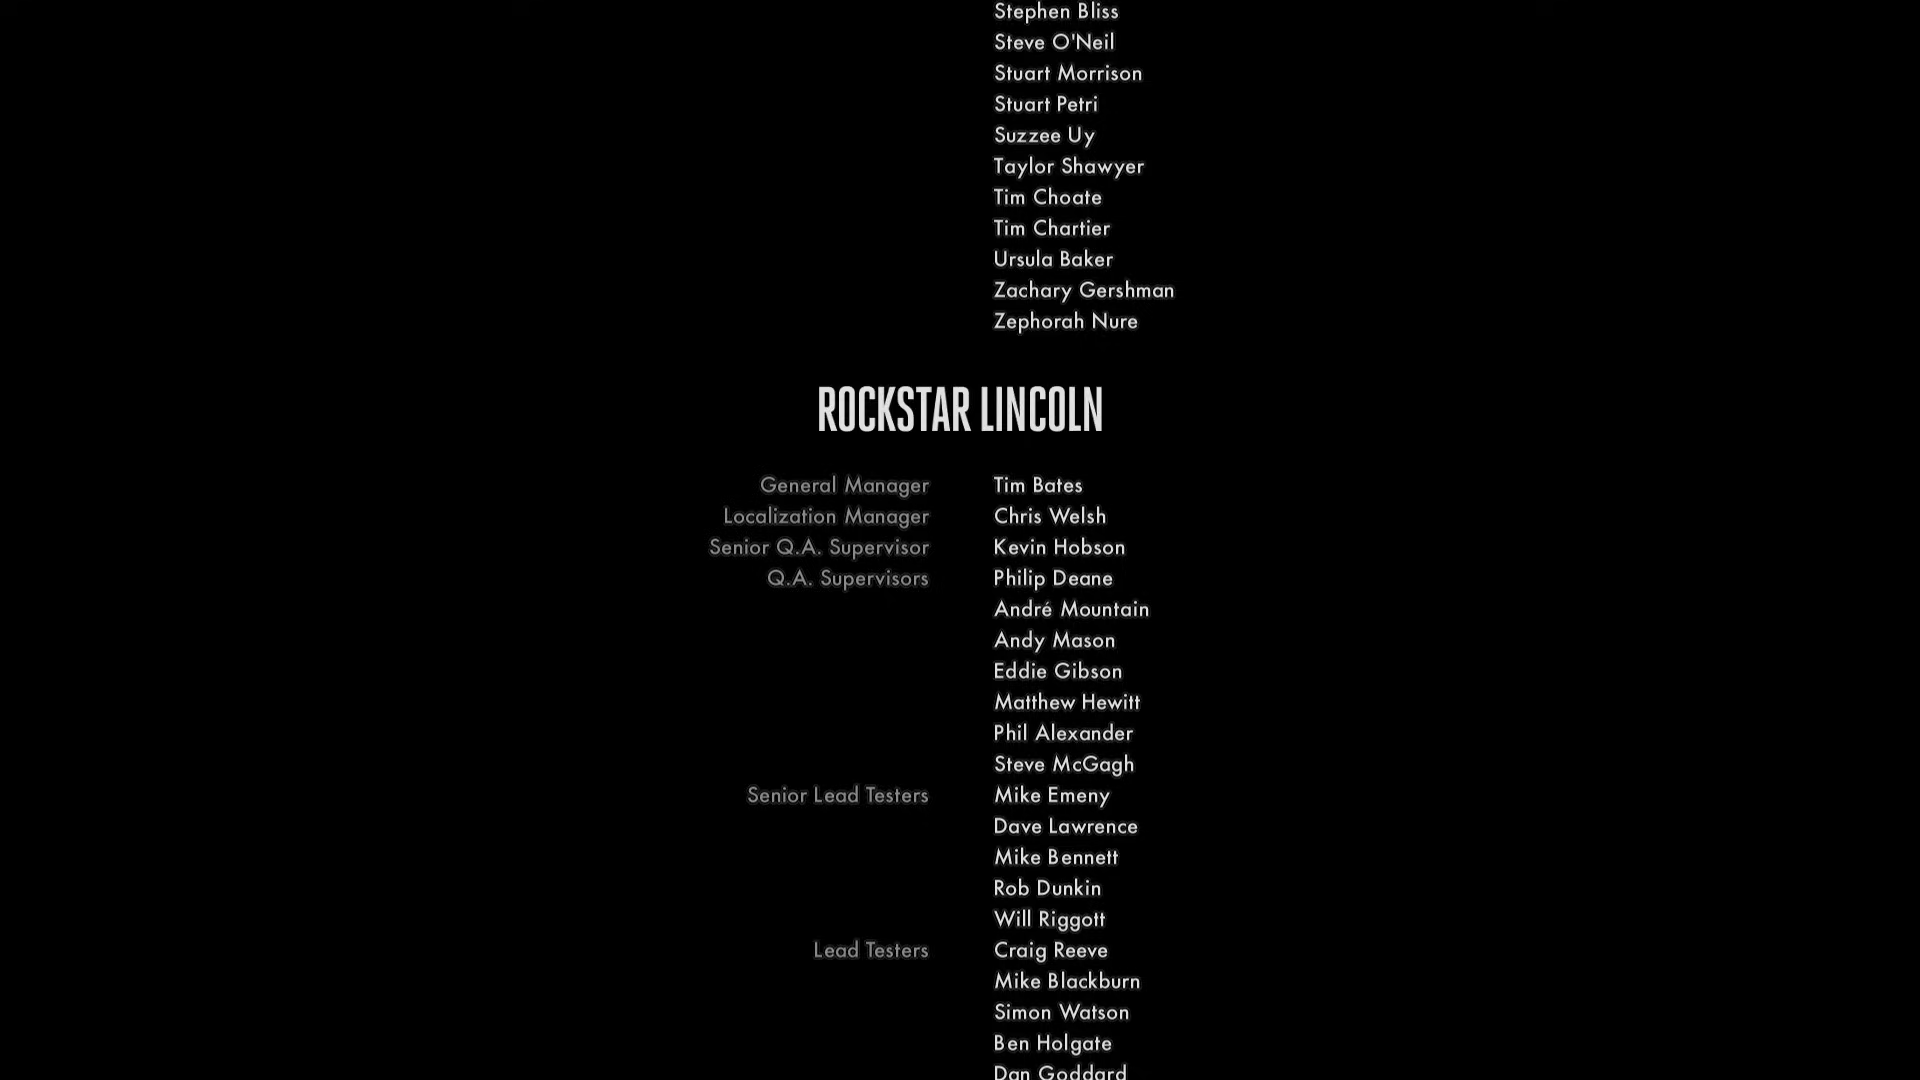 Stephen Bliss
Steve O'Neil
Stuart Morrison
Stuart Petri
Suzzee Uy
Taylor Shawyer
Tim Choate
Tim Chartier
Ursula Baker
Zachary Gershman
Zephorah Nure
ROCKSTAR LINCOLN
General Manager Tim Bates
Localization Manager Chris Welsh
Senior Q.A. Supervisor Kevin Hobson
Q.A. Supervisors Philip Deane
André Mountain
Andy Mason
Eddie Gibson
Matthew Hewitt
Phil Alexander
Steve McGagh
Senior Lead Testers Mike Emeny
Dave Lawrence
Mike Bennett
Rob Dunkin
Will Riggott
Lead Testers Craig Reeve
Mike Blackburn
Simon Watson
Ben Holgate
Dan Goddard